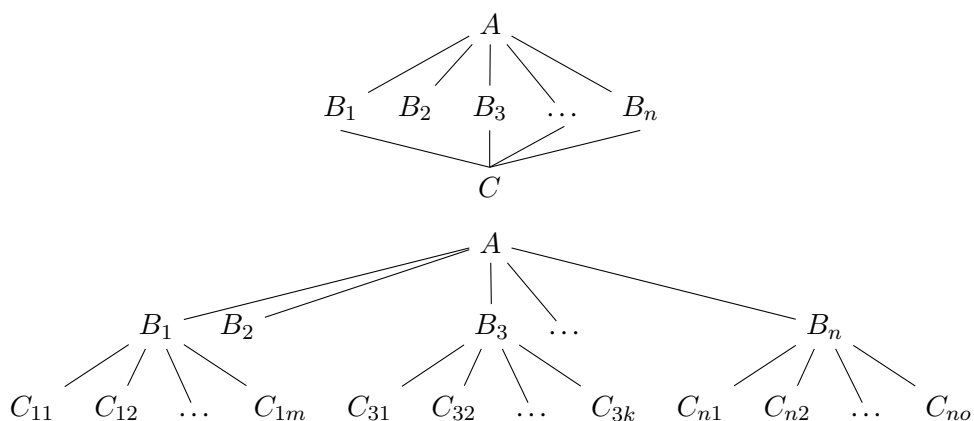 A
B₁ B₂ B₃ … Bₙ
C
A
B₁ B₂ B₃ … Bₙ
C₁₁ C₁₂ … C₁ₘ C₃₁ C₃₂ … C₃ₖ Cₙ₁ Cₙ₂ … Cₙₒ